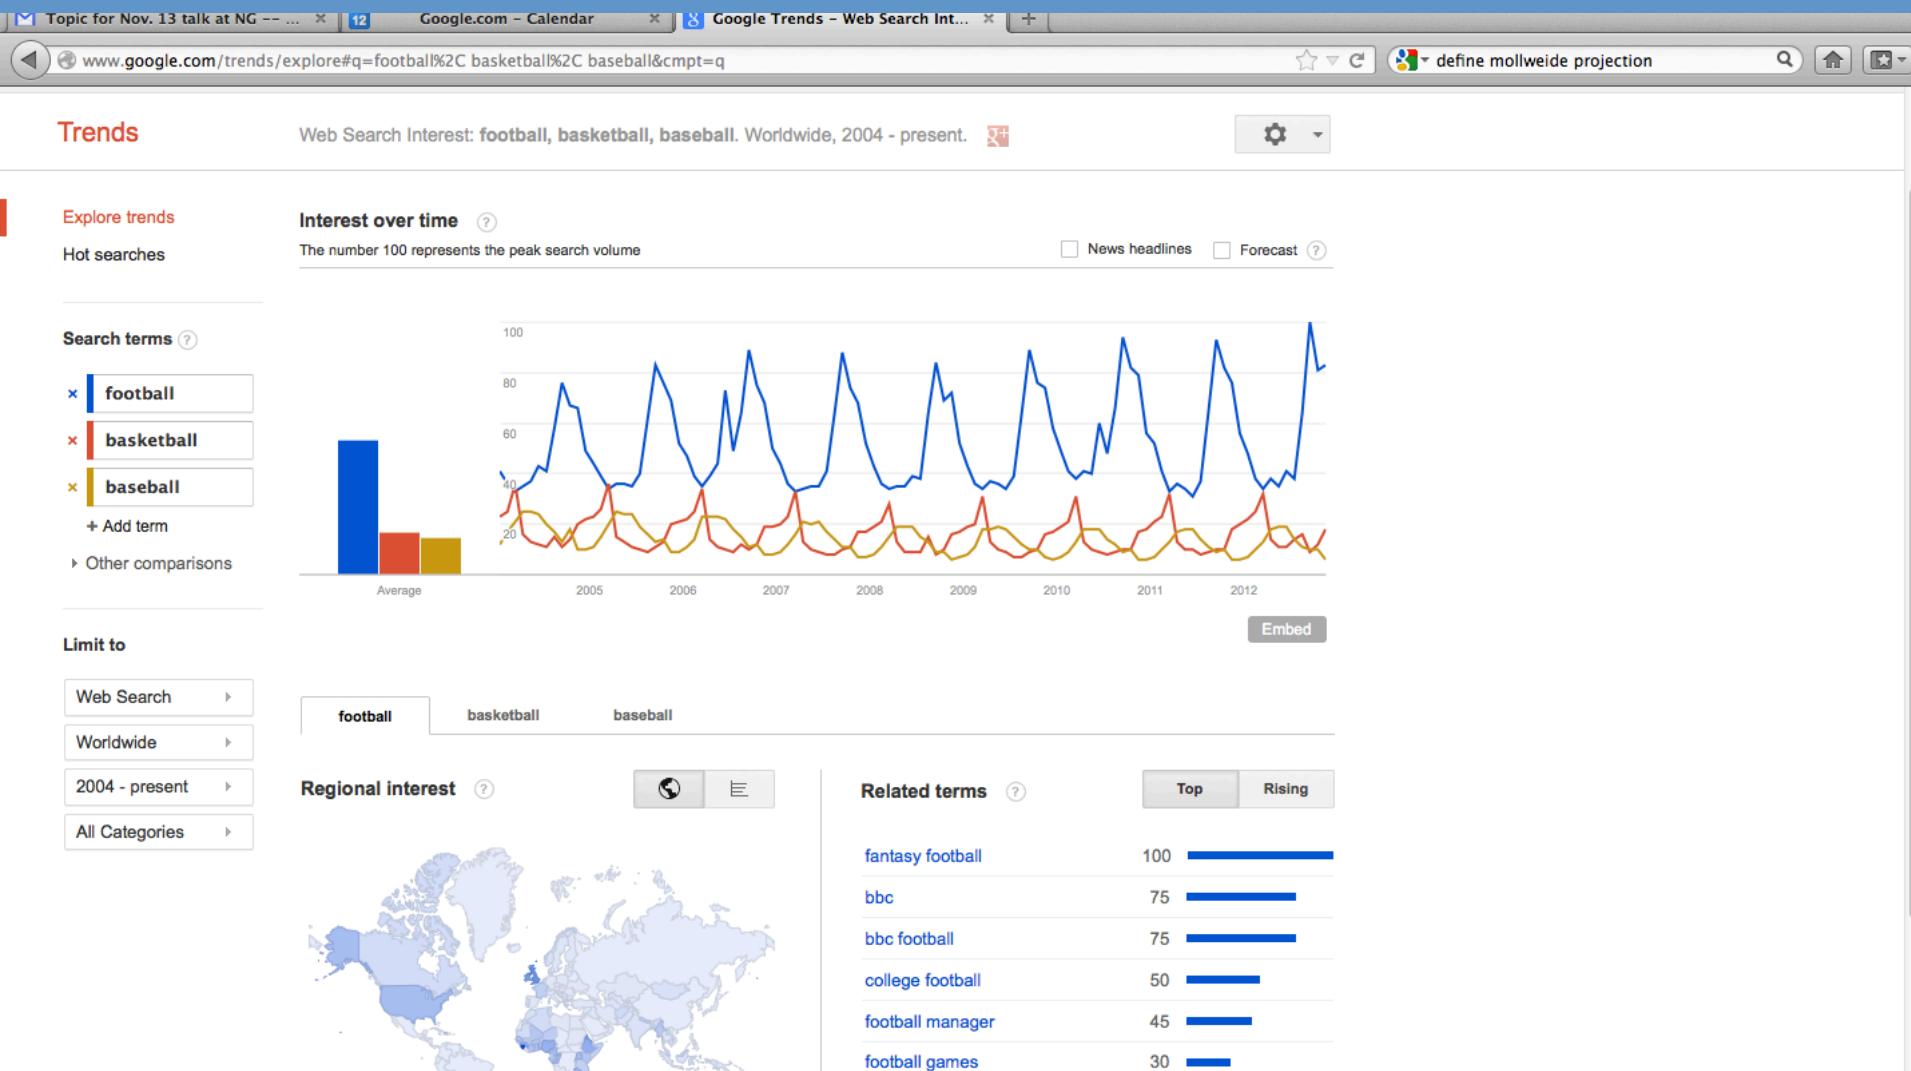 Topic for Nov. 13 talk at NG -- ... ×
12 Google.com - Calendar ×
8 Google Trends - Web Search Int... × +
www.google.com/trends/explore#q=football%2C basketball%2C baseball&cmpt=q
define mollweide projection
Trends
Web Search Interest: football, basketball, baseball. Worldwide, 2004 - present. g+
Explore trends
Hot searches
Search terms ?
× football
× basketball
× baseball
+ Add term
Other comparisons
Limit to
Web Search
Worldwide
2004 - present
All Categories
Interest over time ?
The number 100 represents the peak search volume
News headlines Forecast ?
100
80
60
40
20
Average 2005 2006 2007 2008 2009 2010 2011 2012
Embed
football basketball baseball
Regional interest ?
Related terms ? Top Rising
fantasy football 100
bbc 75
bbc football 75
college football 50
football manager 45
football games 30